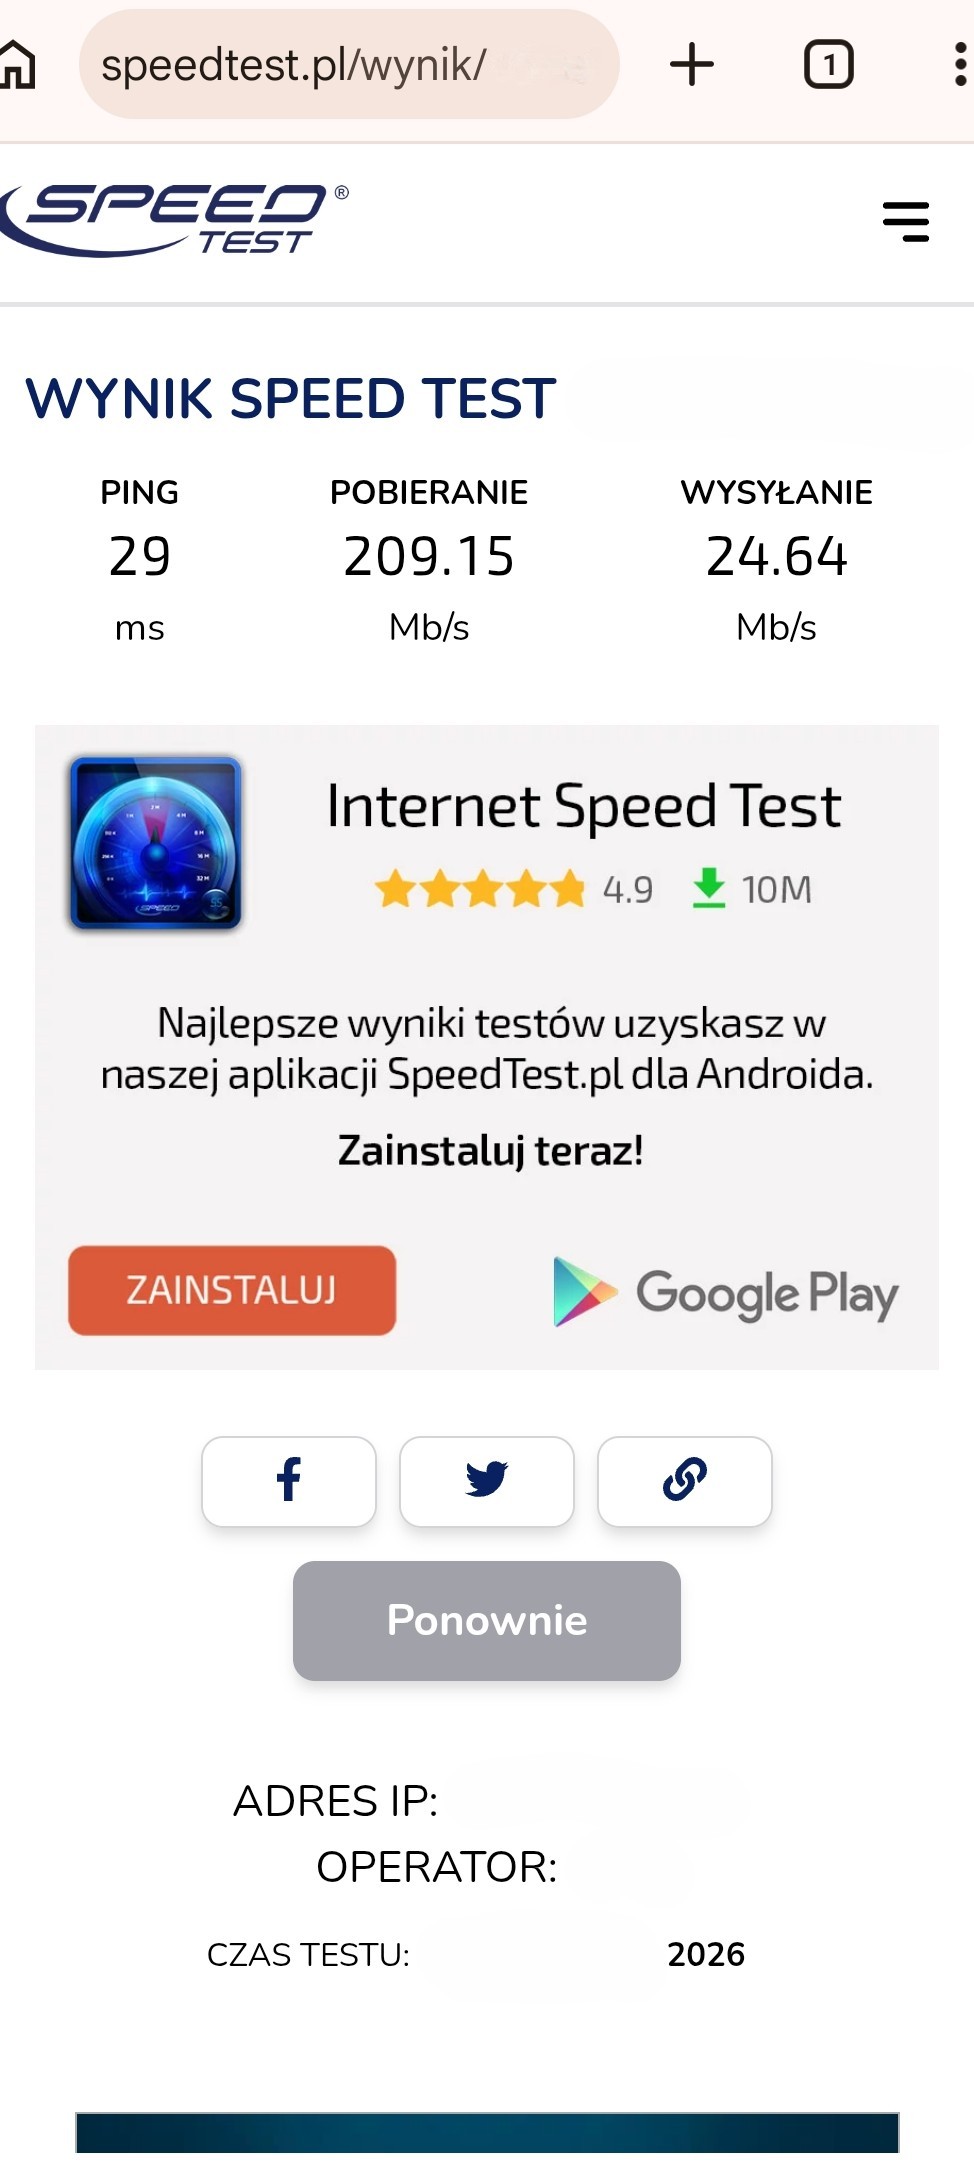 speedtest.pl/wynik/
1
SPEED®
TEST
WYNIK SPEED TEST
PING POBIERANIE WYSYŁANIE
29 209.15 24.64
ms Mb/s Mb/s
Internet Speed Test
4.9 10M
Najlepsze wyniki testów uzyskasz w
naszej aplikacji SpeedTest.pl dla Androida.
Zainstaluj teraz!
ZAINSTALUJ Google Play
Ponownie
ADRES IP:
OPERATOR:
CZAS TESTU: 2026